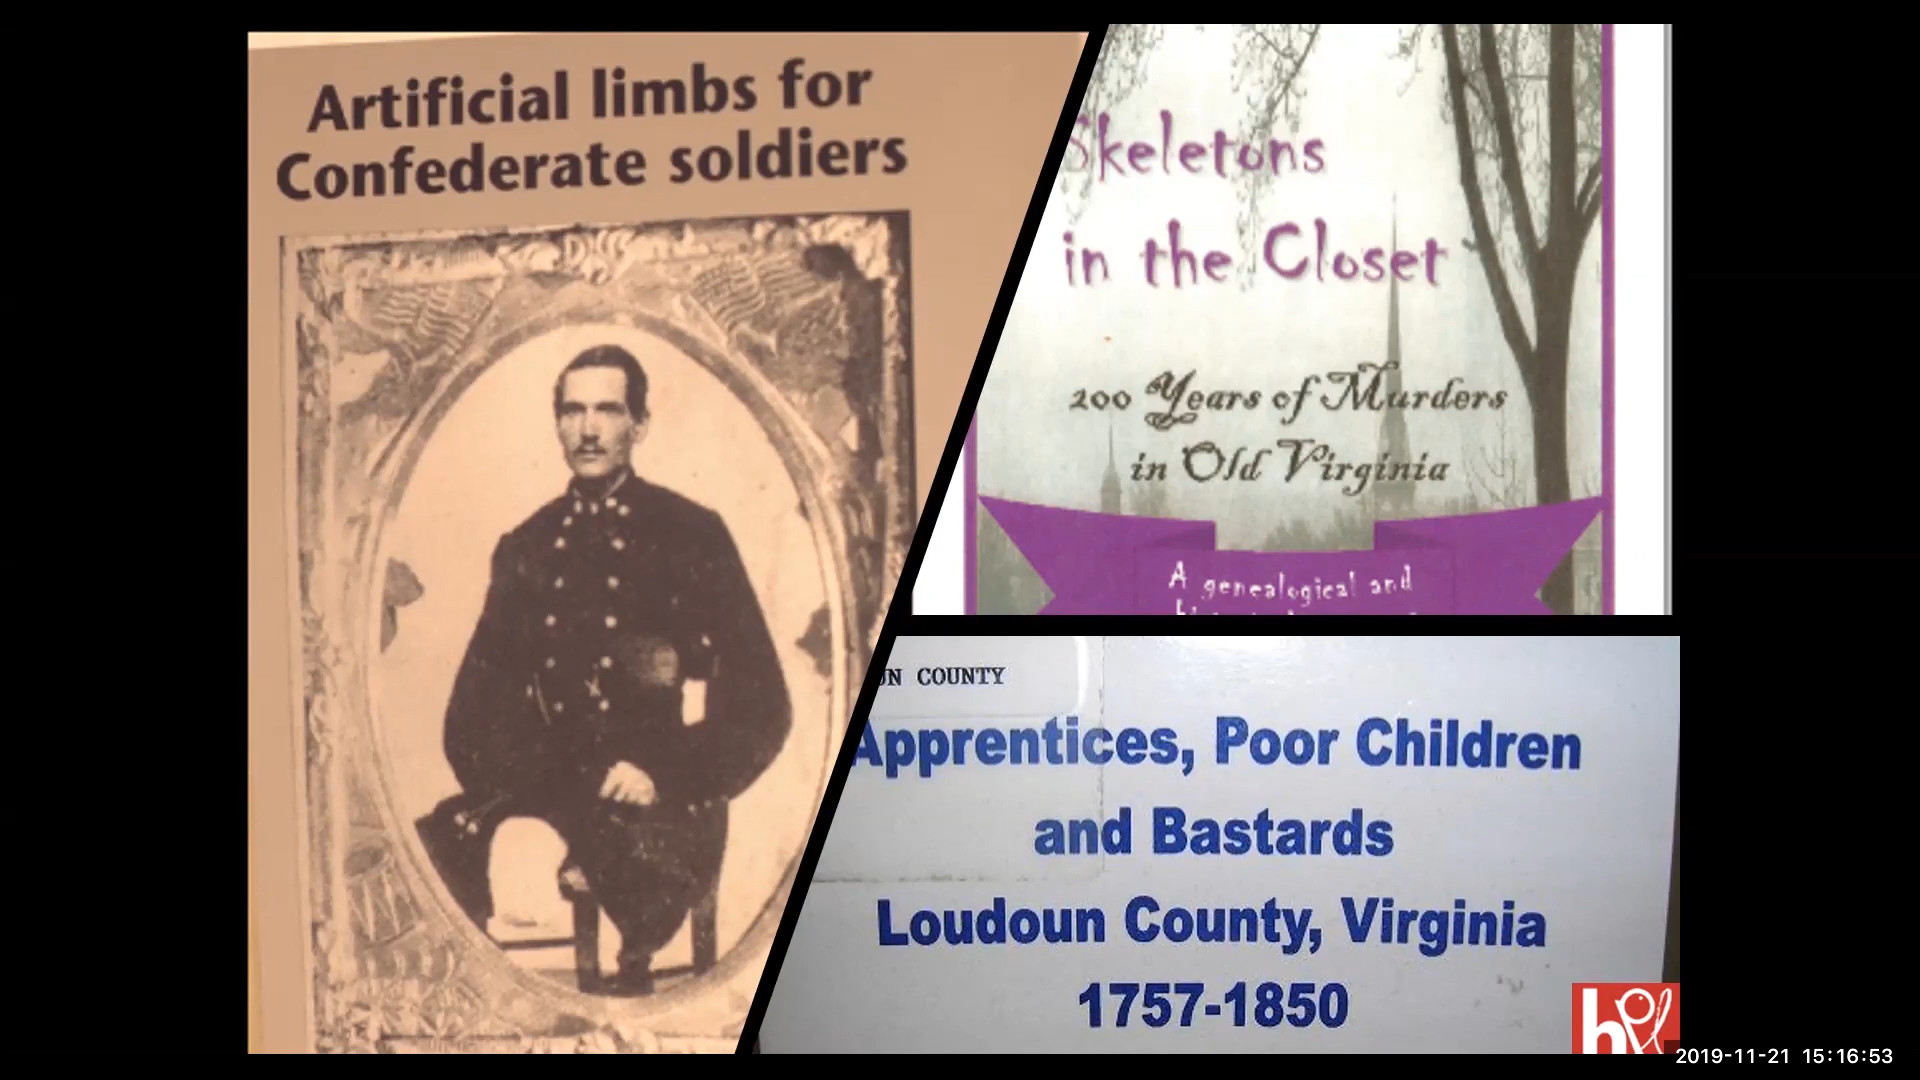 Artificial limbs for
Confederate soldiers
Skeletons
in the Closet
200 Years of Murders
in Old Virginia
A genealogical and
UN COUNTY
Apprentices, Poor Children
and Bastards
Loudoun County, Virginia
1757-1850
2019-11-21 15:16:53